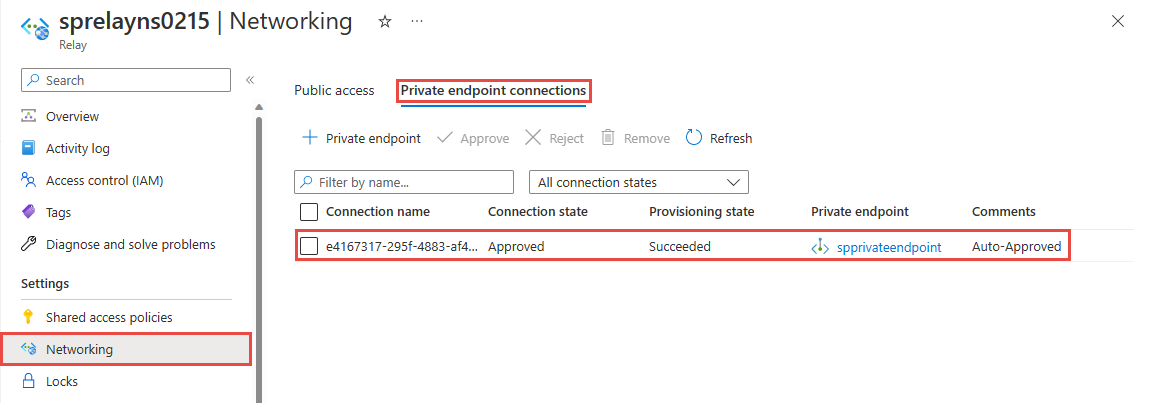 sprelayns0215 | Networking ☆ ···
Relay
Search
Overview
Activity log
Access control (IAM)
Tags
Diagnose and solve problems
Settings
Shared access policies
Networking
Locks
Public access Private endpoint connections
Private endpoint Approve Reject Remove Refresh
Filter by name... All connection states
Connection name Connection state Provisioning state Private endpoint Comments
e4167317-295f-4883-af4... Approved Succeeded spprivateendpoint Auto-Approved